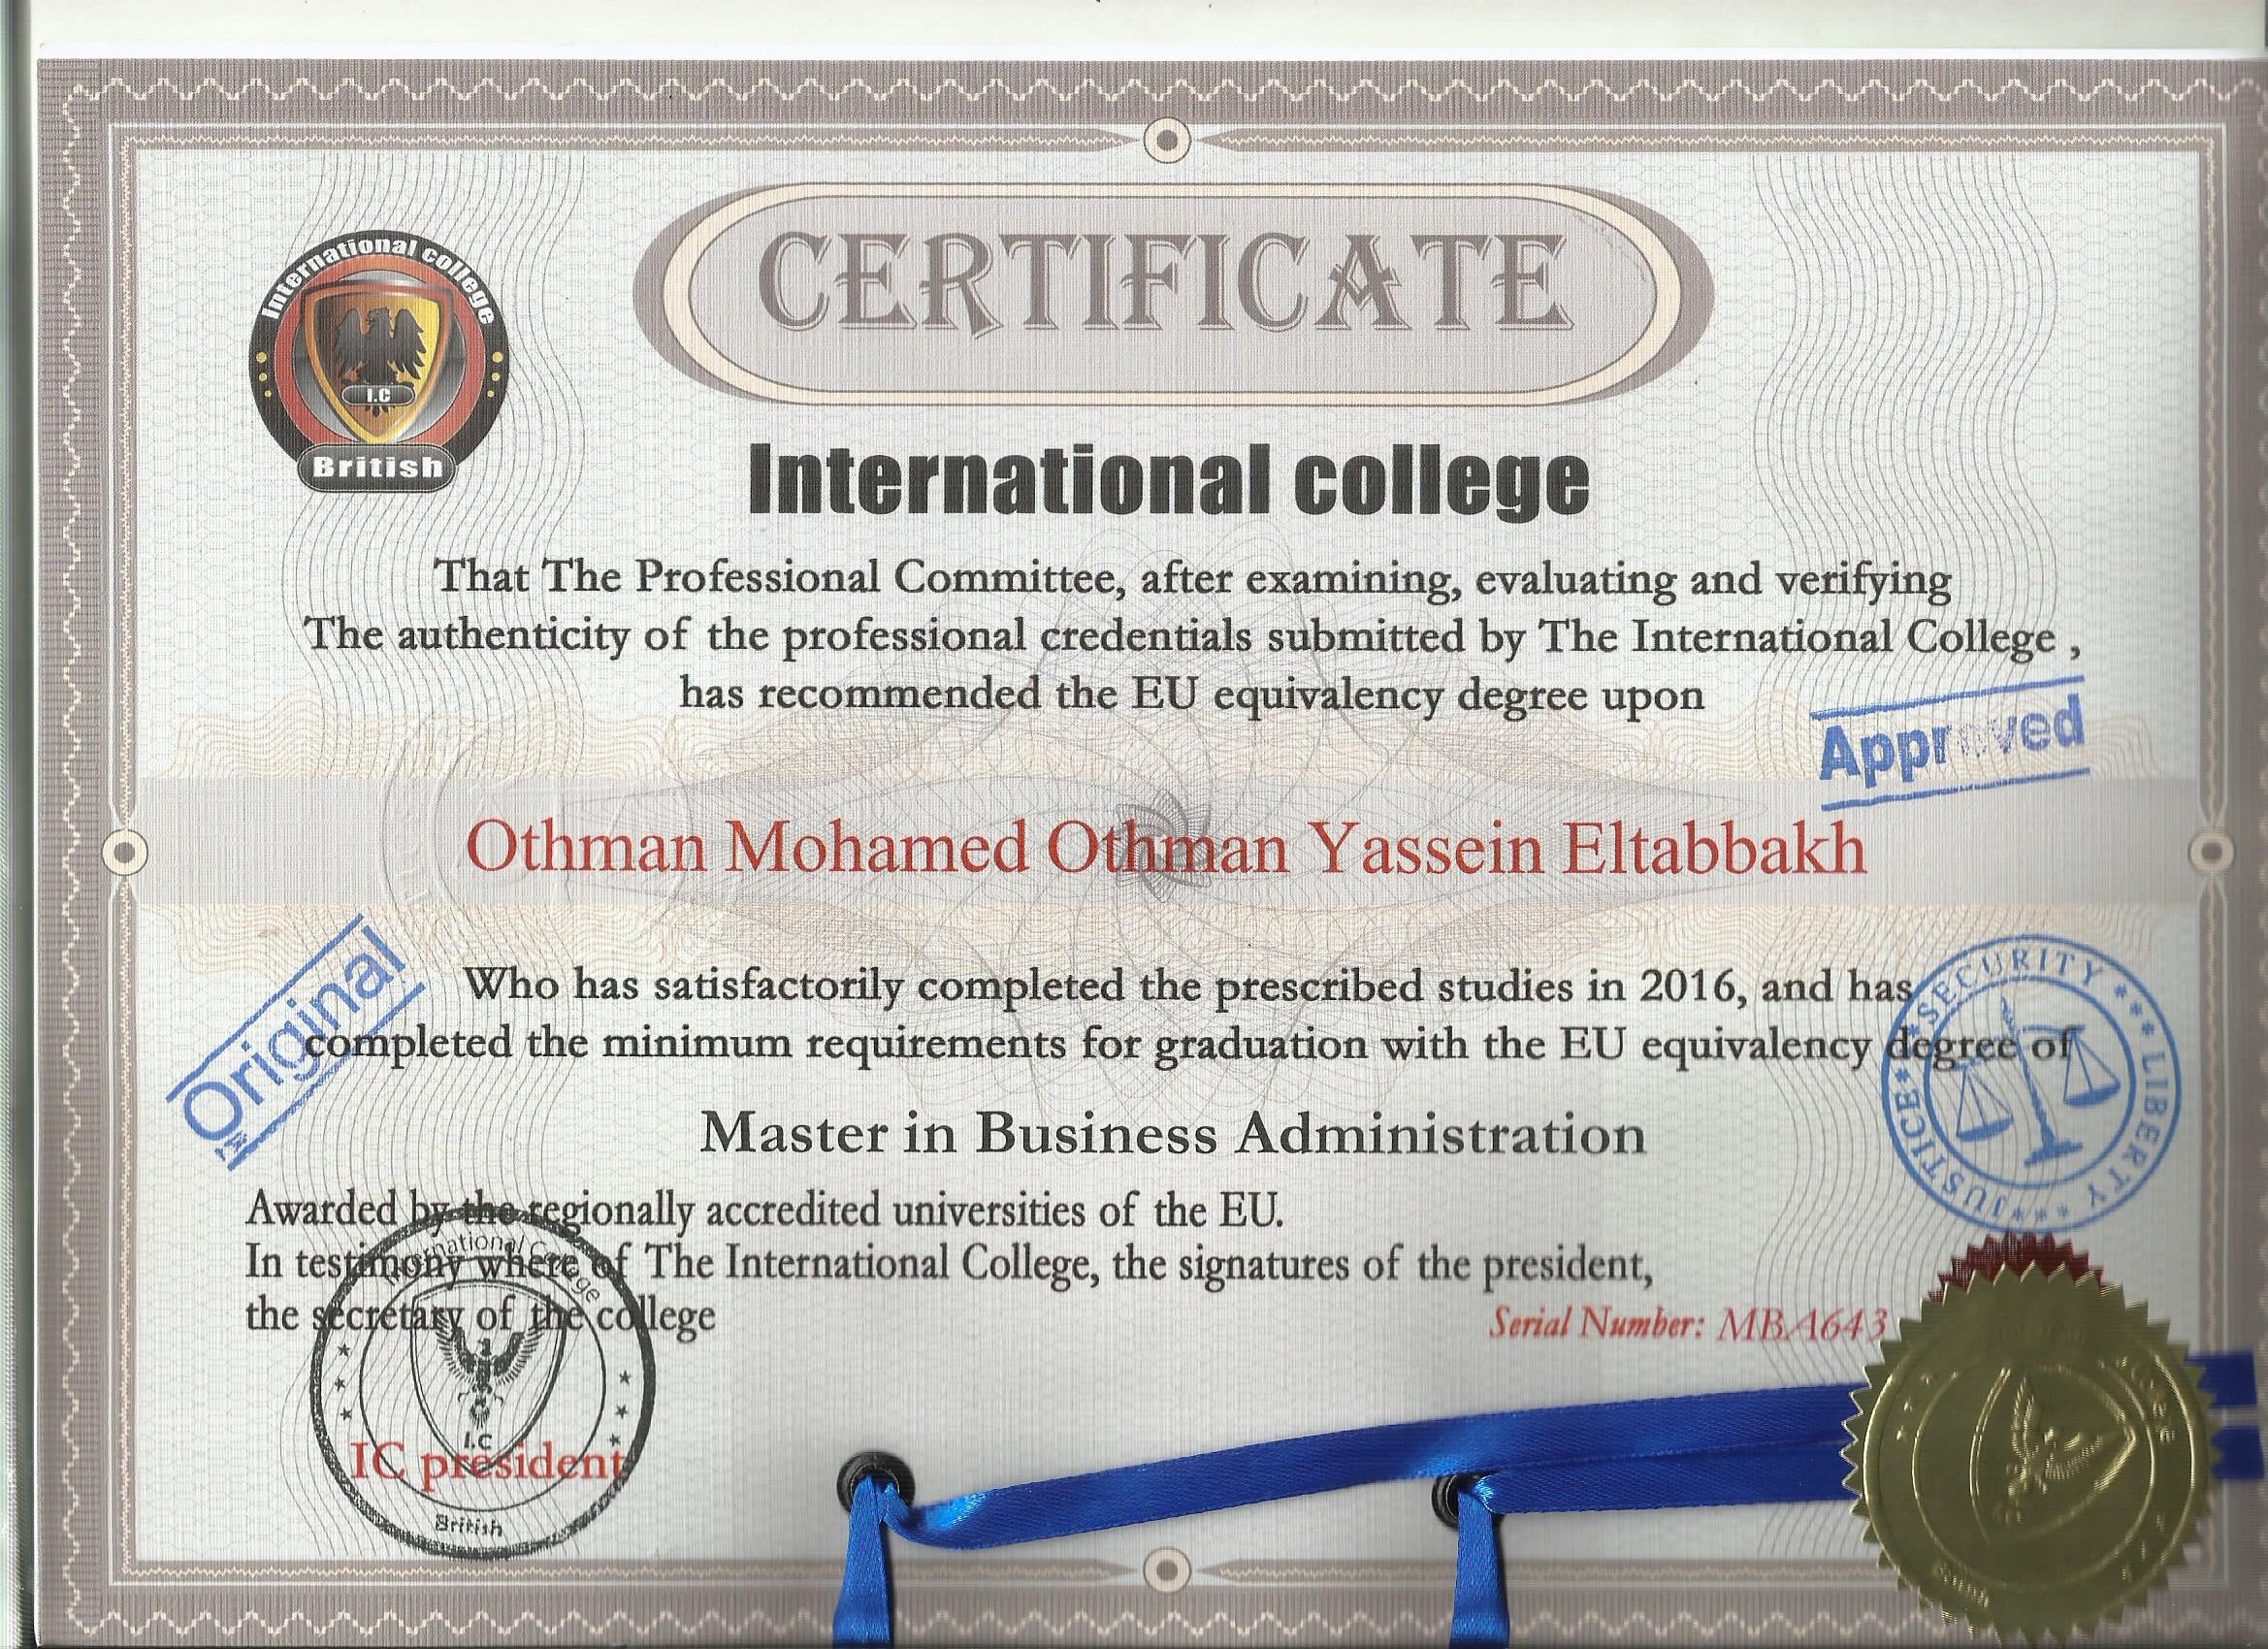 International college
I.C
British
CERTIFICATE
International college
That The Professional Committee, after examining, evaluating and verifying
The authenticity of the professional credentials submitted by The International College ,
has recommended the EU equivalency degree upon
Approved
Othman Mohamed Othman Yassein Eltabbakh
Original
Who has satisfactorily completed the prescribed studies in 2016, and has
completed the minimum requirements for graduation with the EU equivalency degree of
SECURITY *** LIBERTY *** JUSTICE
Master in Business Administration
Awarded by the regionally accredited universities of the EU.
In testimony where of The International College, the signatures of the president,
the secretary of the college
Serial Number: MBA643
International College
I.C
IC president
British
College